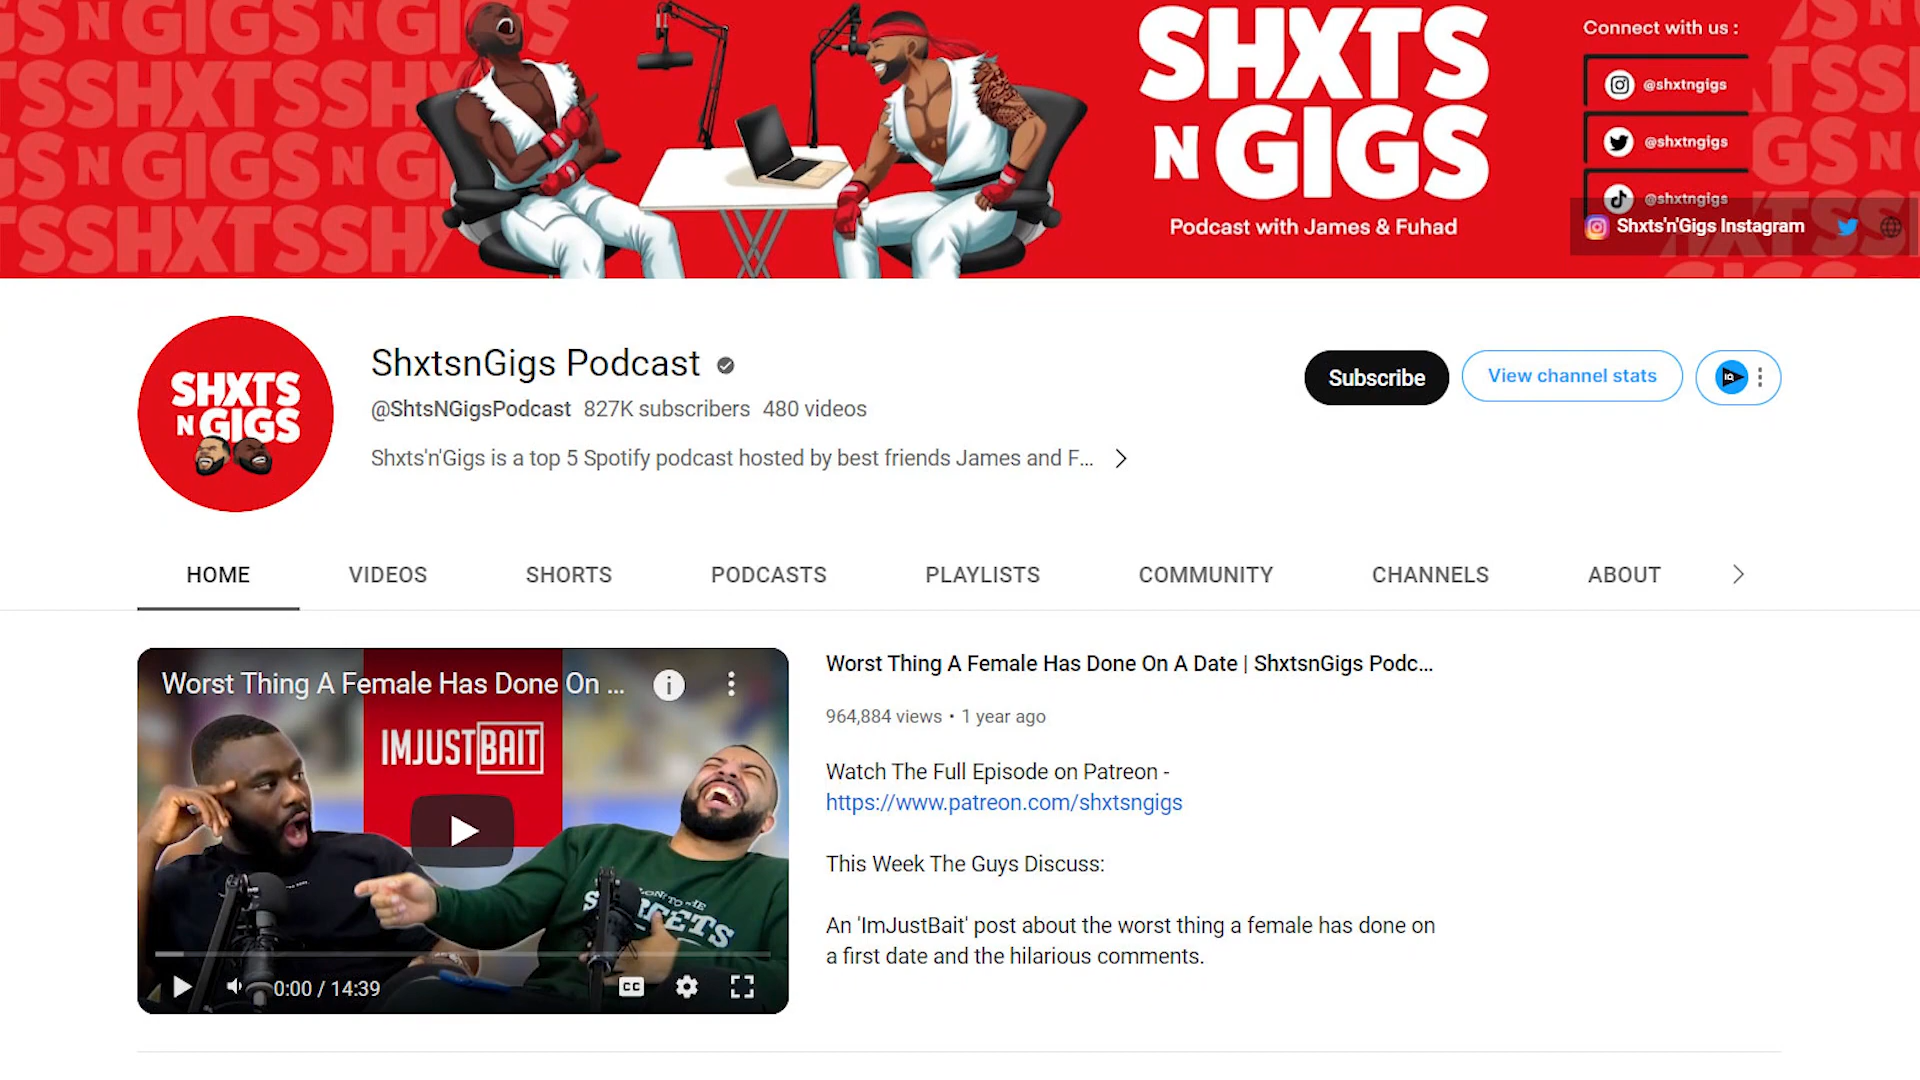 SHXTS
N GIGS
Podcast with James & Fuhad
Connect with us :
@shxtngigs
@shxtngigs
@shxtngigs
Shxts'n'Gigs Instagram
SHXTS
N GIGS
ShxtsnGigs Podcast
@ShtsNGigsPodcast 827K subscribers 480 videos
Shxts'n'Gigs is a top 5 Spotify podcast hosted by best friends James and F...
Subscribe
View channel stats
IQ
HOME VIDEOS SHORTS PODCASTS PLAYLISTS COMMUNITY CHANNELS ABOUT
Worst Thing A Female Has Done On ...
IMJUSTBAIT
0:00 / 14:39
CC
Worst Thing A Female Has Done On A Date | ShxtsnGigs Podc...
964,884 views • 1 year ago
Watch The Full Episode on Patreon -
https://www.patreon.com/shxtsngigs
This Week The Guys Discuss:
An 'ImJustBait' post about the worst thing a female has done on
a first date and the hilarious comments.